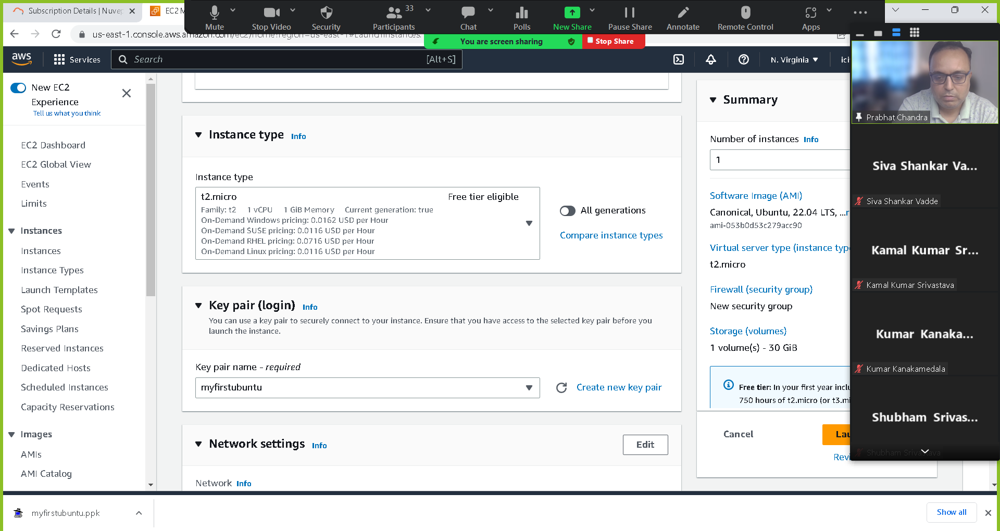 Subscription Details | Nuvep
EC2 M
Mute
Stop Video
Security
33
Participants
Chat
Polls
New Share
Pause Share
Annotate
Remote Control
Apps
us-east-1.console.aws.amazon.com/ec2/home?region=us-east-1#LaunchInstances:
You are screen sharing
Stop Share
aws
Services
Search
[Alt+S]
N. Virginia
ici
New EC2
Experience
Tell us what you think
EC2 Dashboard
EC2 Global View
Events
Limits
Instances
Instances
Instance Types
Launch Templates
Spot Requests
Savings Plans
Reserved Instances
Dedicated Hosts
Scheduled Instances
Capacity Reservations
Images
AMIs
AMI Catalog
Instance type Info
Instance type
t2.micro Free tier eligible
Family: t2 1 vCPU 1 GiB Memory Current generation: true
On-Demand Windows pricing: 0.0162 USD per Hour
On-Demand SUSE pricing: 0.0116 USD per Hour
On-Demand RHEL pricing: 0.0716 USD per Hour
On-Demand Linux pricing: 0.0116 USD per Hour
All generations
Compare instance types
Key pair (login) Info
You can use a key pair to securely connect to your instance. Ensure that you have access to the selected key pair before you
launch the instance.
Key pair name - required
myfirstubuntu
Create new key pair
Network settings Info
Edit
Network Info
Summary
Number of instances Info
1
Software Image (AMI)
Canonical, Ubuntu, 22.04 LTS, ...r
ami-053b0d53c279acc90
Virtual server type (instance typ
t2.micro
Firewall (security group)
New security group
Storage (volumes)
1 volume(s) - 30 GiB
Free tier: In your first year inclu
750 hours of t2.micro (or t3.mi
Cancel
Lau
Revi
Prabhat Chandra
Siva Shankar Va...
Siva Shankar Vadde
Kamal Kumar Sr...
Kamal Kumar Srivastava
Kumar Kanaka...
Kumar Kanakamedala
Shubham Srivas...
Shubham Srivastava
myfirstubuntu.ppk
Show all